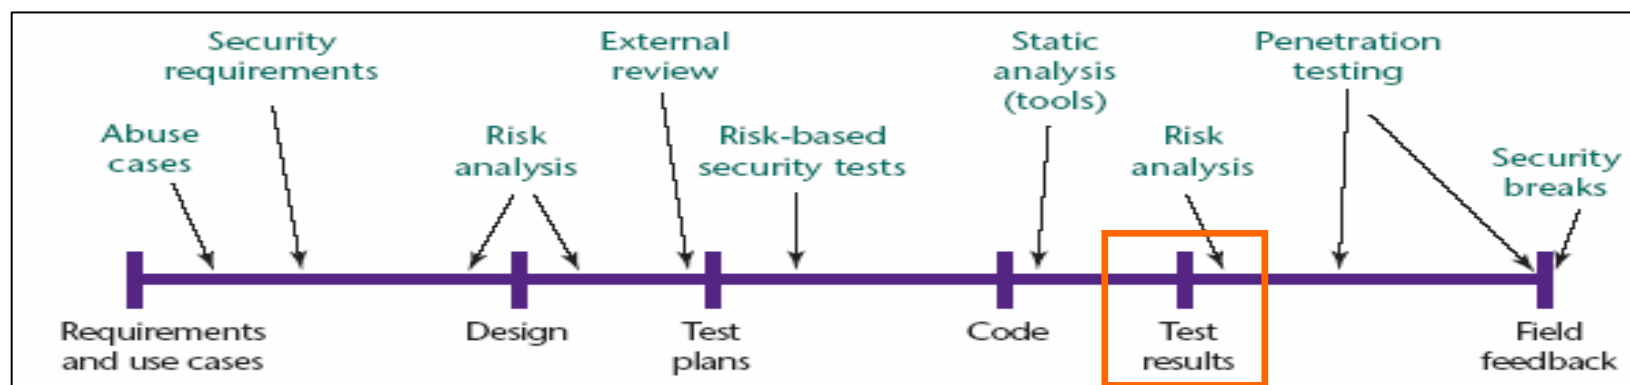 Security
requirements
External
review
Static
analysis
(tools)
Penetration
testing
Abuse
cases
Risk
analysis
Risk-based
security tests
Risk
analysis
Security
breaks
Requirements
and use cases
Design
Test
plans
Code
Test
results
Field
feedback